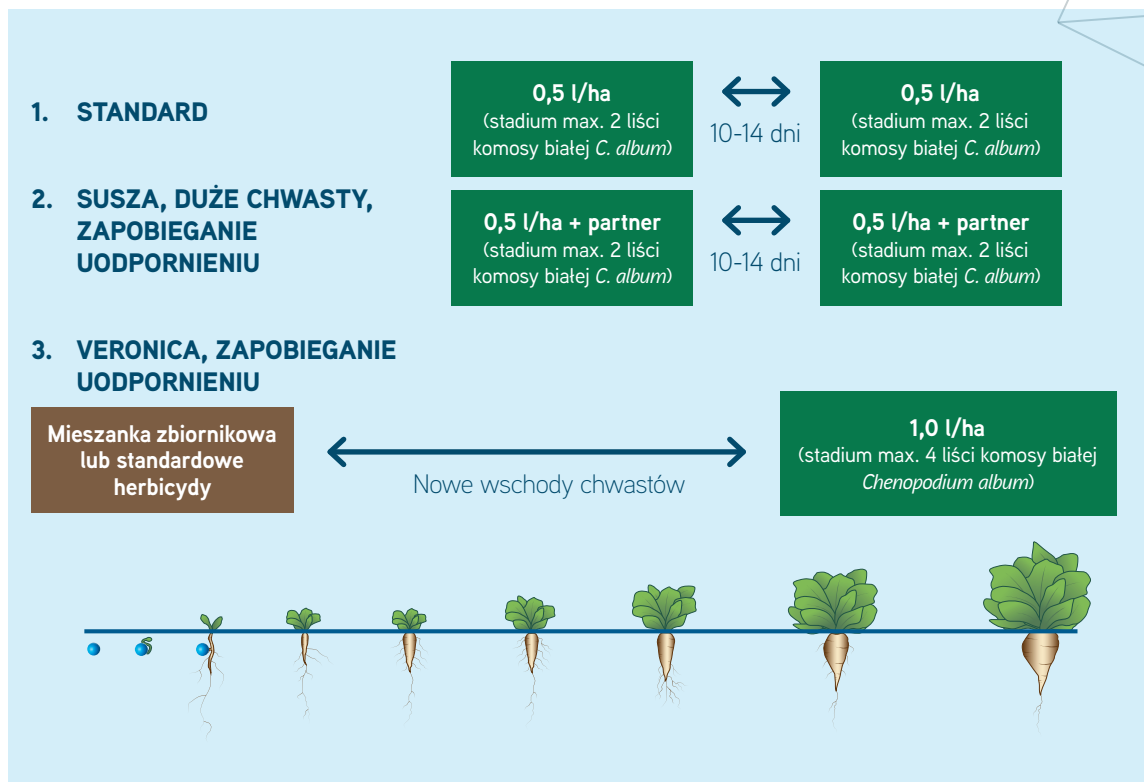 1. STANDARD
0,5 l/ha
(stadium max. 2 liści
komosy białej C. album)
10-14 dni
0,5 l/ha
(stadium max. 2 liści
komosy białej C. album)
2. SUSZA, DUŻE CHWASTY,
ZAPOBIEGANIE
UODPORNIENIU
0,5 l/ha + partner
(stadium max. 2 liści
komosy białej C. album)
10-14 dni
0,5 l/ha + partner
(stadium max. 2 liści
komosy białej C. album)
3. VERONICA, ZAPOBIEGANIE
UODPORNIENIU
Mieszanka zbiornikowa
lub standardowe
herbicydy
Nowe wschody chwastów
1,0 l/ha
(stadium max. 4 liści komosy białej
Chenopodium album)